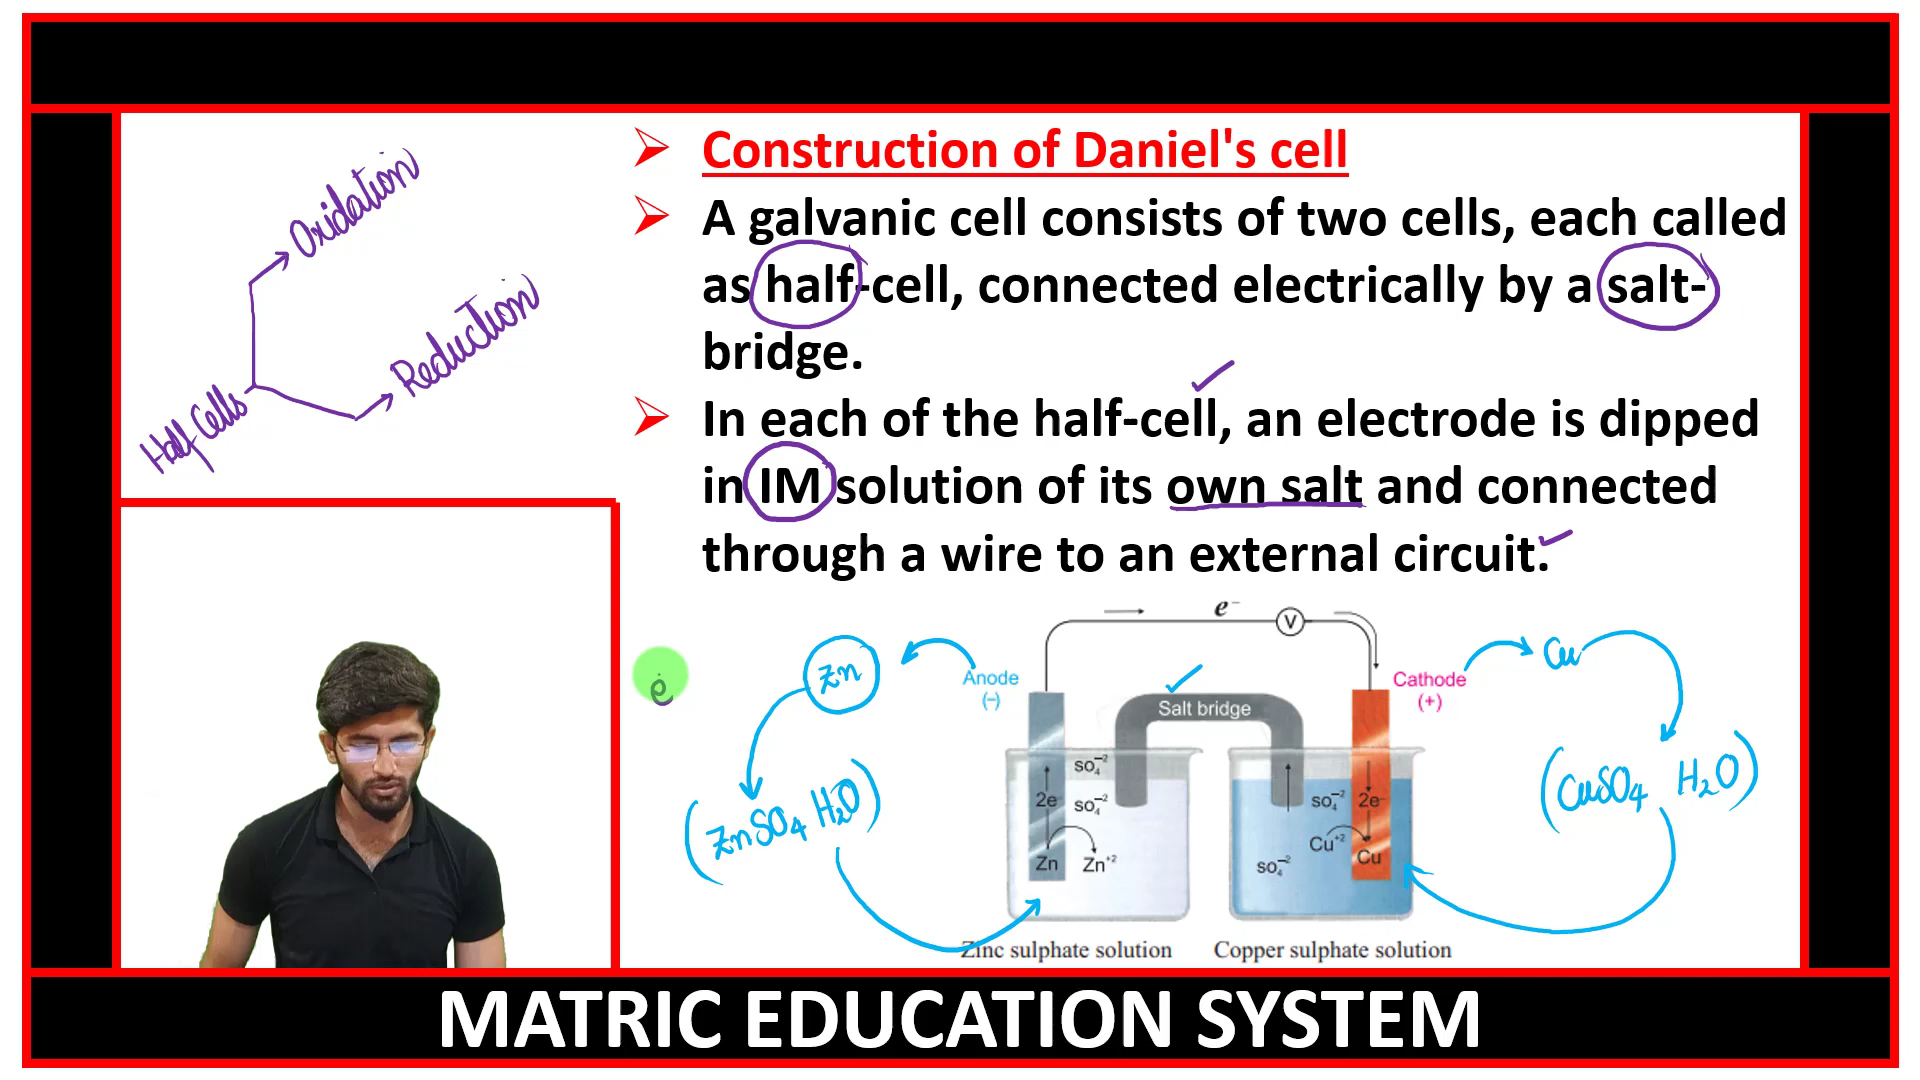 Construction of Daniel's cell
A galvanic cell consists of two cells, each called
as half-cell, connected electrically by a salt-
bridge.
In each of the half-cell, an electrode is dipped
in IM solution of its own salt and connected
through a wire to an external circuit.
Oxidation
Reduction
Half Cells
e⁻
V
Zn
Anode
(−)
Salt bridge
Cathode
(+)
Cu
ė
so₄⁻²
so₄⁻²
2e⁻
Zn
Zn⁺²
so₄⁻²
2e⁻
Cu⁺²
Cu
so₄⁻²
(ZnSO₄ H₂O)
(CuSO₄ H₂O)
Zinc sulphate solution
Copper sulphate solution
MATRIC EDUCATION SYSTEM